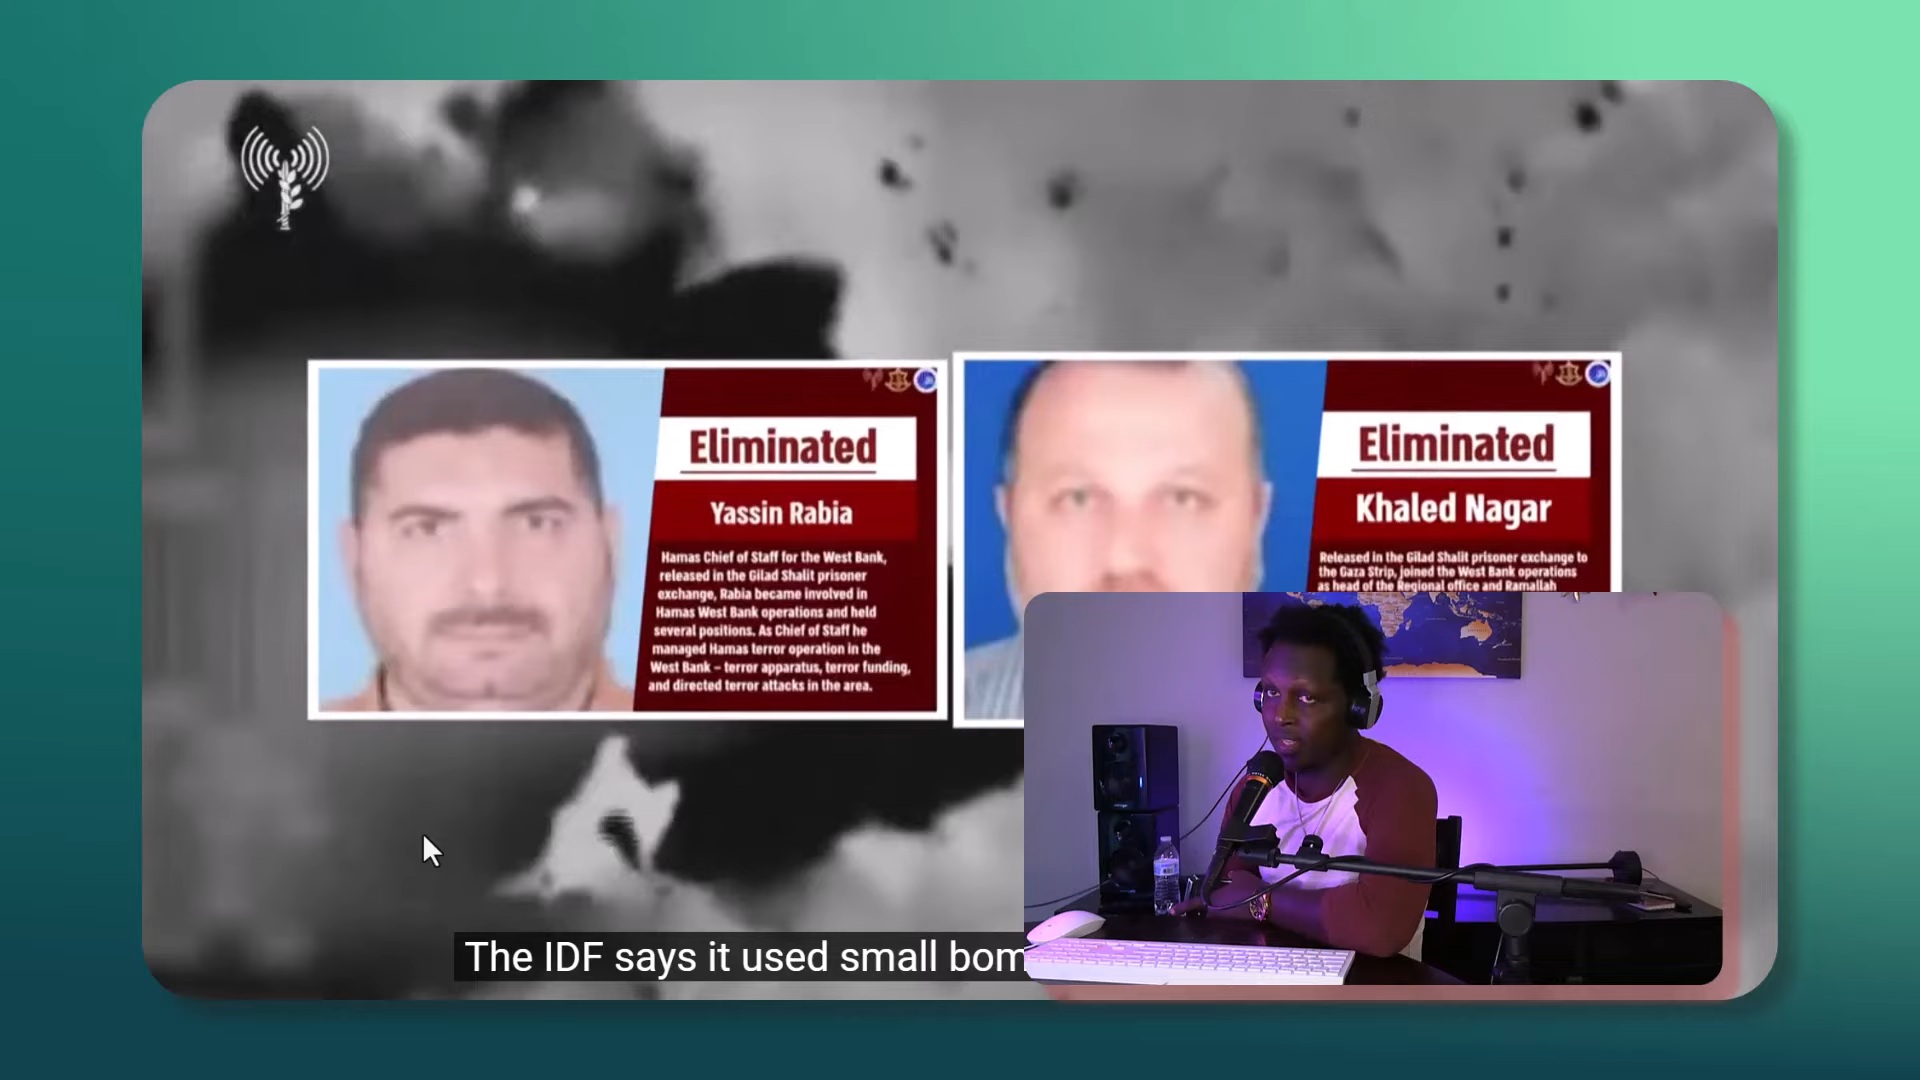 Eliminated
Yassin Rabia
Hamas Chief of Staff for the West Bank,
released in the Gilad Shalit prisoner
exchange, Rabia became involved in
Hamas West Bank operations and held
several positions. As Chief of Staff he
managed Hamas terror operation in the
West Bank – terror apparatus, terror funding,
and directed terror attacks in the area.
Eliminated
Khaled Nagar
Released in the Gilad Shalit prisoner exchange to
the Gaza Strip, joined the West Bank operations
as head of the Regional office and Ramallah
The IDF says it used small bom